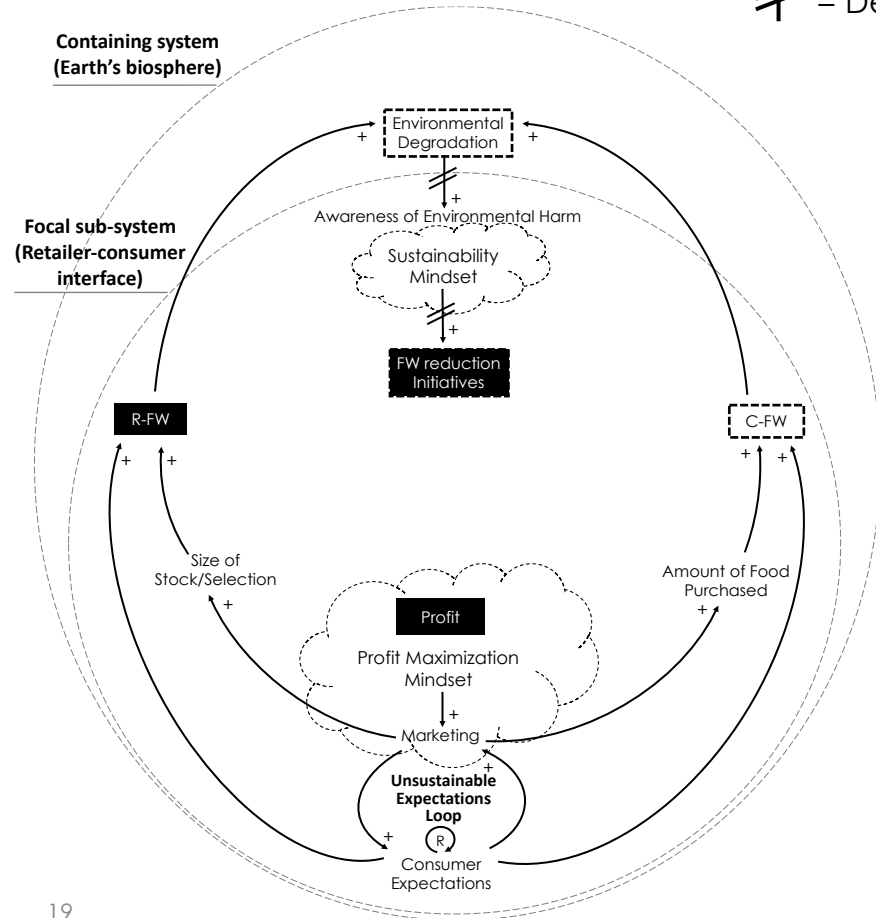 = De
Containing system
(Earth's biosphere)
Environmental
Degradation
+
+
+
Awareness of Environmental Harm
Focal sub-system
(Retailer-consumer
interface)
Sustainability
Mindset
+
FW reduction
Initiatives
R-FW
C-FW
+
+
+
+
Size of
Stock/Selection
+
Amount of Food
Purchased
+
Profit
Profit Maximization
Mindset
+
Marketing
+
Unsustainable
Expectations
Loop
+
R
Consumer
Expectations
19